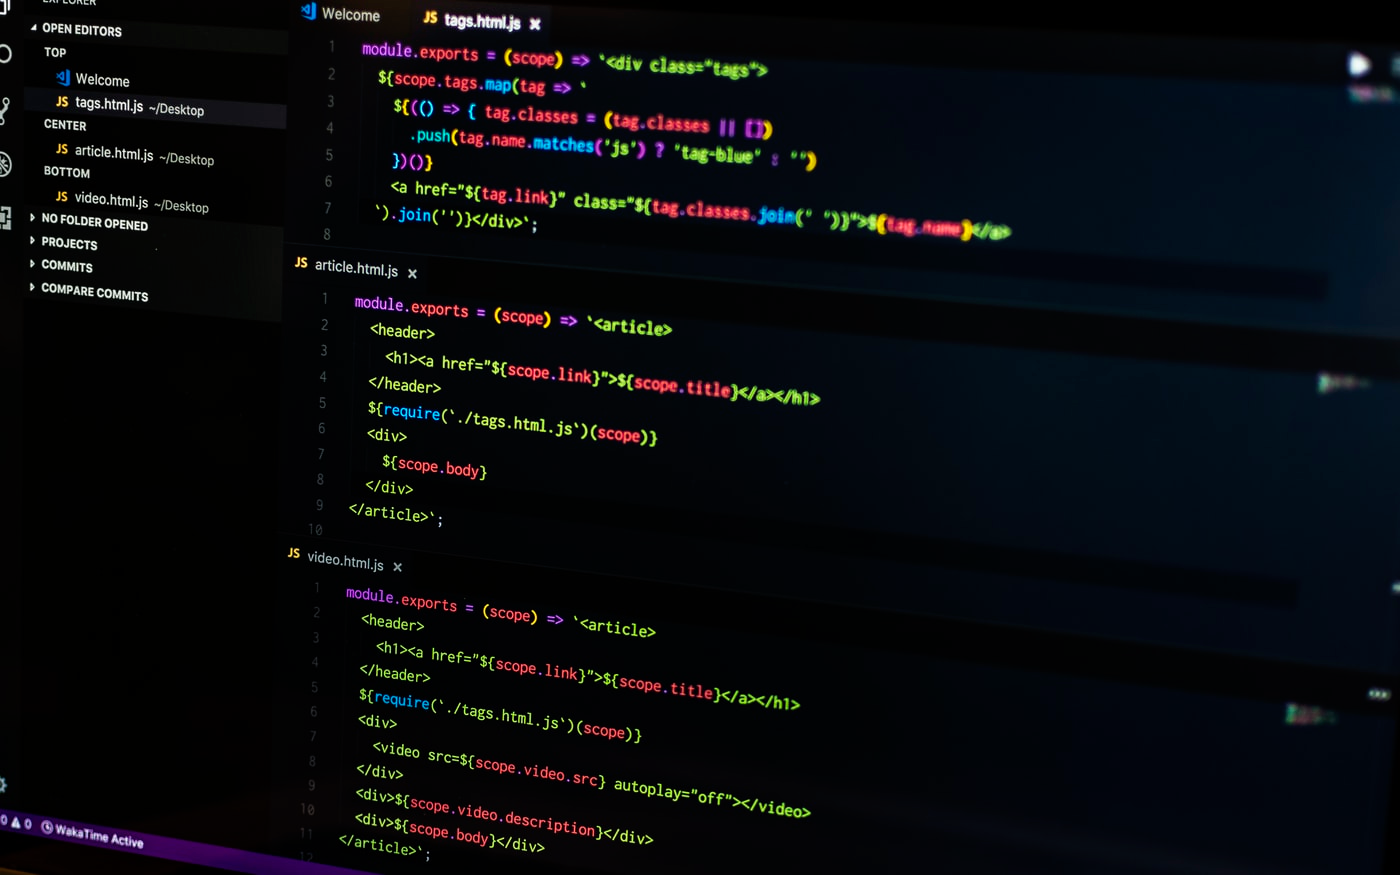 EXPLORER
OPEN EDITORS
TOP
Welcome
JS tags.html.js ~/Desktop
CENTER
JS article.html.js ~/Desktop
BOTTOM
JS video.html.js ~/Desktop
NO FOLDER OPENED
PROJECTS
COMMITS
COMPARE COMMITS
0 0 WakaTime Active
Welcome JS tags.html.js ×
1 module.exports = (scope) => `<div class="tags">
2 ${scope.tags.map(tag => `
3 ${(() => { tag.classes = (tag.classes || [])
4 .push(tag.name.matches('js') ? 'tag-blue' : '')
5 })()}
6 <a href="${tag.link}" class="${tag.classes.join(' ')}">${tag.name}</a>
7 `).join('')}</div>`;
8
JS article.html.js ×
1 module.exports = (scope) => `<article>
2 <header>
3 <h1><a href="${scope.link}">${scope.title}</a></h1>
4 </header>
5 ${require(`./tags.html.js`)(scope)}
6 <div>
7 ${scope.body}
8 </div>
9 </article>`;
10
JS video.html.js ×
1 module.exports = (scope) => `<article>
2 <header>
3 <h1><a href="${scope.link}">${scope.title}</a></h1>
4 </header>
5 ${require(`./tags.html.js`)(scope)}
6 <div>
7 <video src=${scope.video.src} autoplay="off"></video>
8 </div>
9 <div>${scope.video.description}</div>
10 <div>${scope.body}</div>
11 </article>`;
12